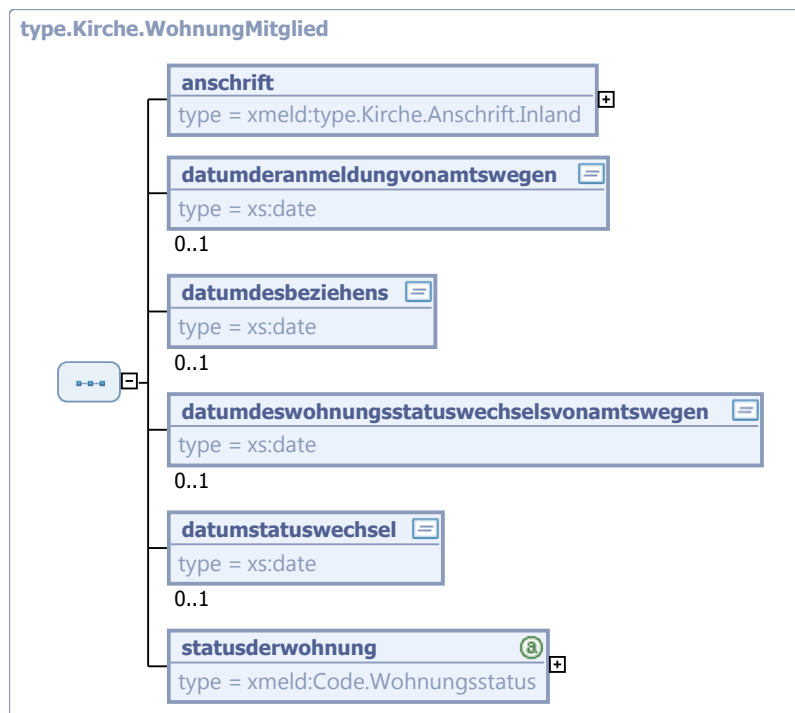 type.Kirche.WohnungMitglied
anschrift
type = xmeld:type.Kirche.Anschrift.Inland
datumderanmeldungvonamtswegen
type = xs:date
0..1
datumdesbeziehens
type = xs:date
0..1
datumdeswohnungsstatuswechselsvonamtswegen
type = xs:date
0..1
datumstatuswechsel
type = xs:date
0..1
statusderwohnung
type = xmeld:Code.Wohnungsstatus